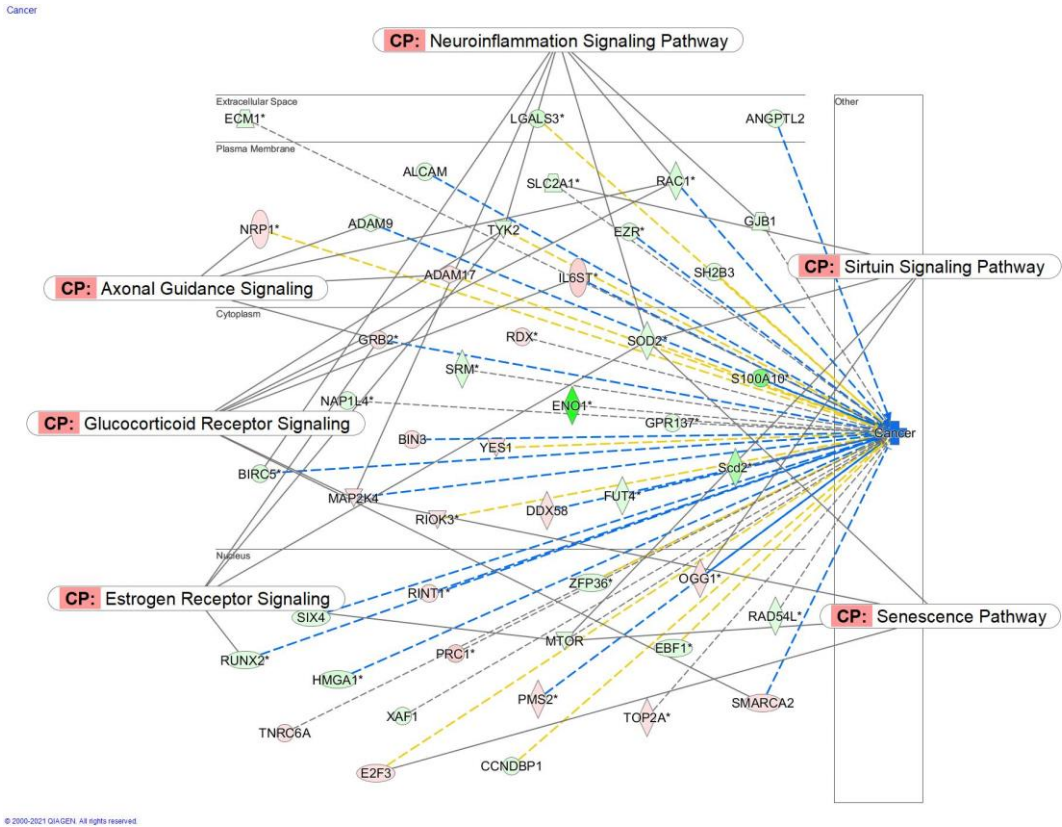 Cancer
CP: Neuroinflammation Signaling Pathway
Extracellular Space
Other
ECM1*
LGALS3*
ANGPTL2
Plasma Membrane
ALCAM
SLC2A1*
RAC1*
NRP1*
ADAM9
TYK2
EZR*
GJB1
ADAM17
IL6ST*
SH2B3
CP: Sirtuin Signaling Pathway
CP: Axonal Guidance Signaling
Cytoplasm
GRB2*
RDX*
SOD2*
SRM*
S100A10*
NAP1L4*
ENO1*
CP: Glucocorticoid Receptor Signaling
GPR137*
Cancer
BIN3
YES1
BIRC5*
Scd2*
MAP2K4*
FUT4*
RIOK3*
DDX58
Nucleus
ZFP36*
OGG1*
CP: Estrogen Receptor Signaling
RINT1*
SIX4
RAD54L*
CP: Senescence Pathway
MTOR
RUNX2*
PRC1*
EBF1*
HMGA1*
PMS2*
SMARCA2
XAF1
TOP2A*
TNRC6A
E2F3
CCNDBP1
© 2000-2021 QIAGEN. All rights reserved.